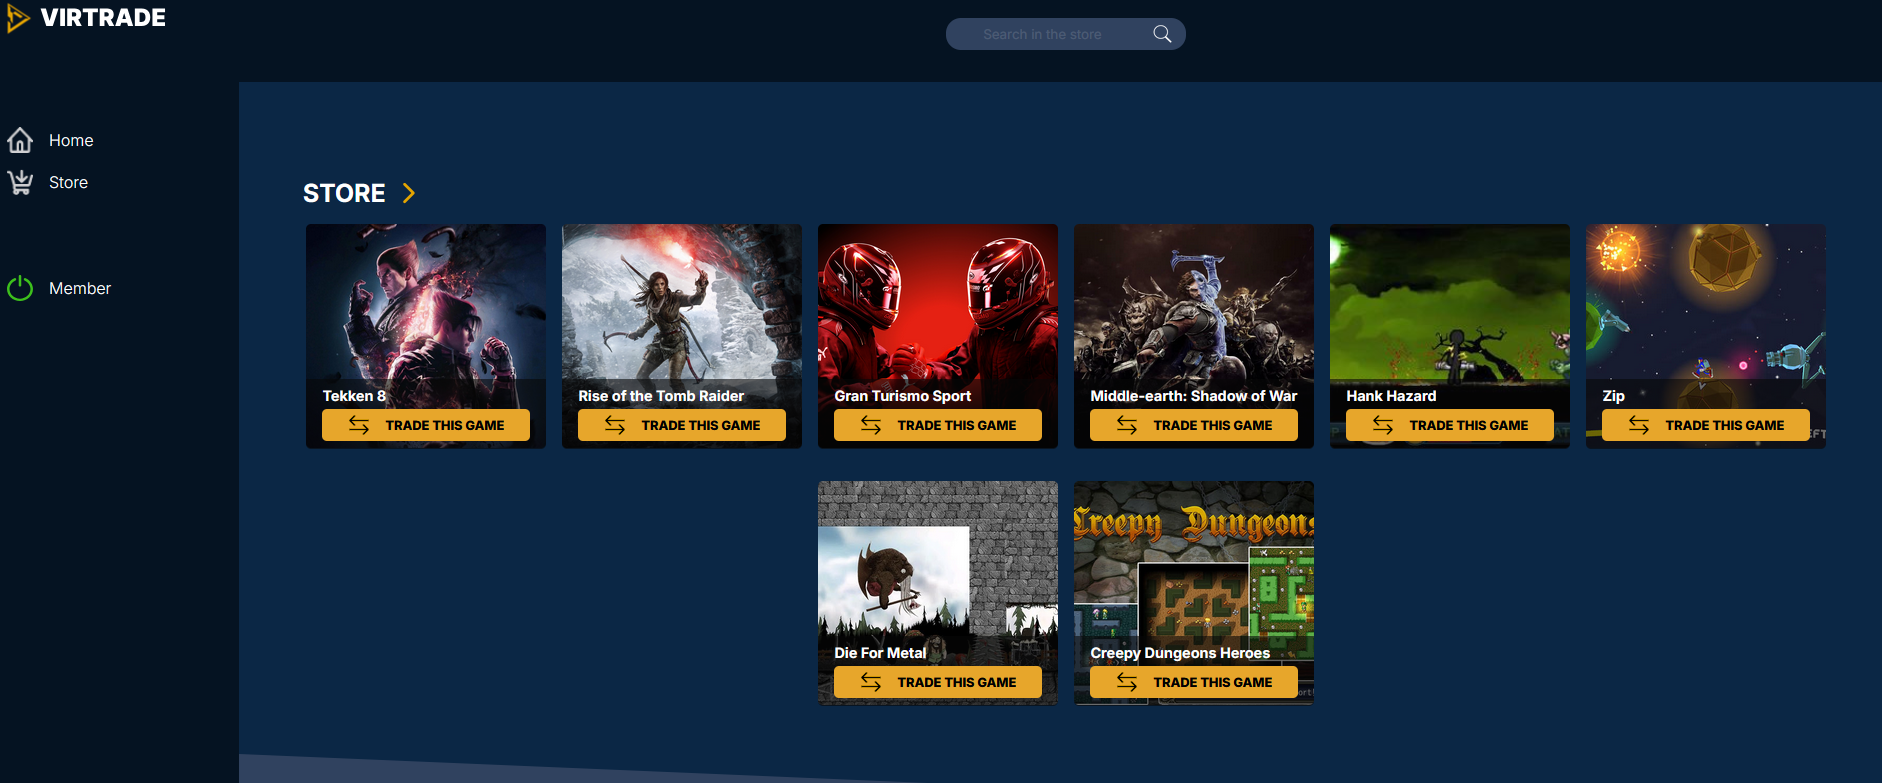 VIRTRADE
Search in the store
Home
Store
Member
STORE
Tekken 8
Rise of the Tomb Raider
Gran Turismo Sport
Middle-earth: Shadow of War
Hank Hazard
Zip
TRADE THIS GAME
TRADE THIS GAME
TRADE THIS GAME
TRADE THIS GAME
TRADE THIS GAME
TRADE THIS GAME
Creepy Dungeons
Die For Metal
Creepy Dungeons Heroes
TRADE THIS GAME
TRADE THIS GAME